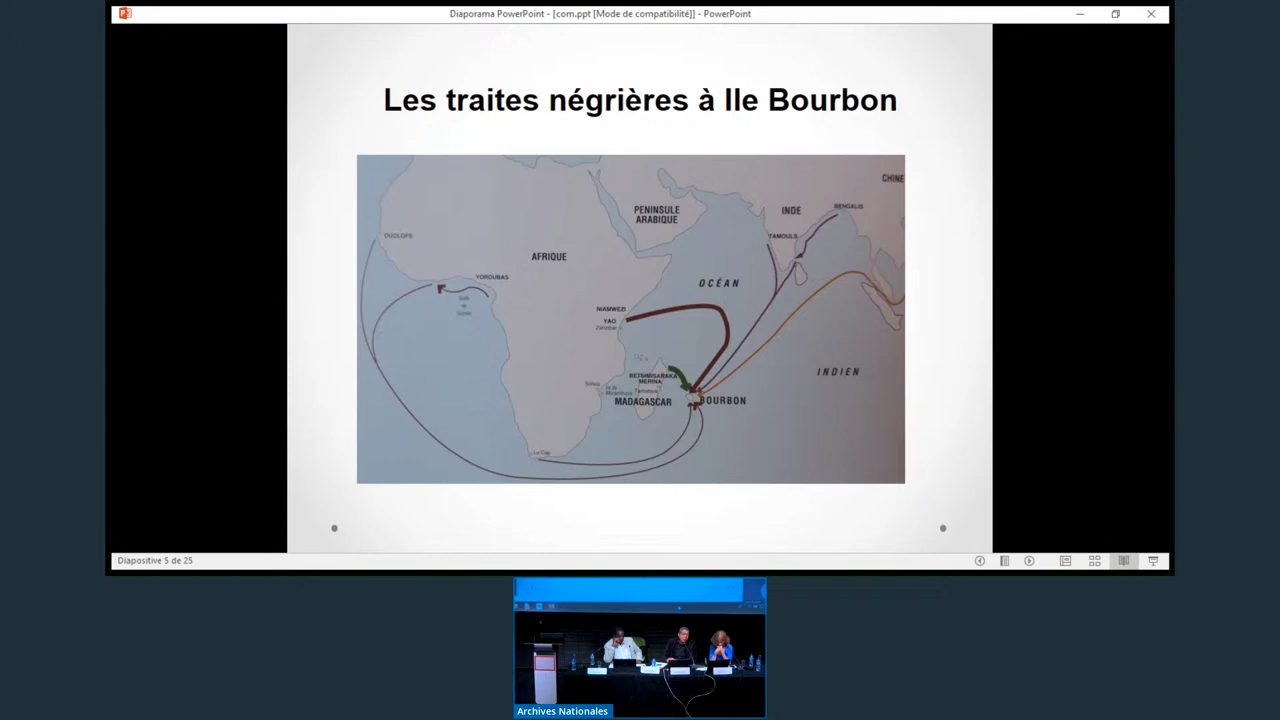 Diaporama PowerPoint - [com.ppt [Mode de compatibilité]] - PowerPoint
Les traites négrières à Ile Bourbon
CHINE
PENINSULE
ARABIQUE
INDE
BENGALIS
OUOLOFS
TAMOULS
AFRIQUE
YOROUBAS
OCÉAN
NIAMWEZI
YAO
Zanzibar
BETSIMISARAKA
MERINA
INDIEN
MADAGASCAR
BOURBON
Le Cap
Diapositive 5 de 25
Archives Nationales